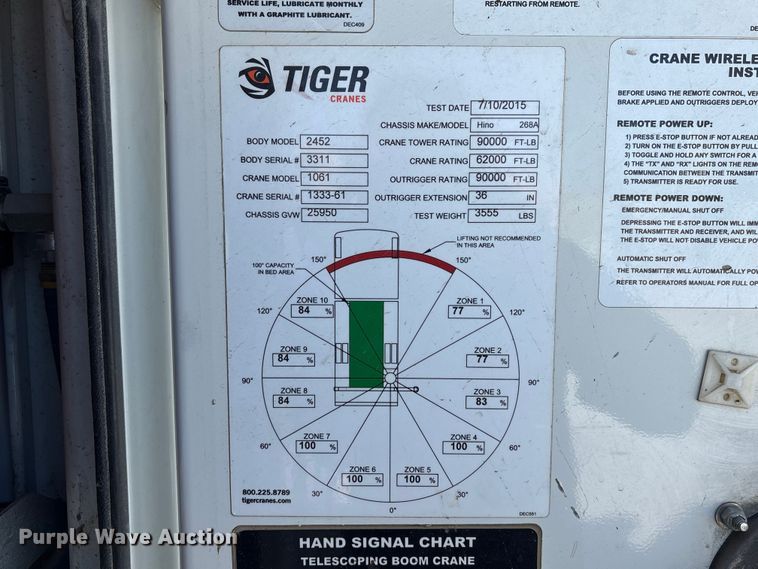 SERVICE LIFE, LUBRICATE MONTHLY
WITH A GRAPHITE LUBRICANT.
DEC409
RESTARTING FROM REMOTE.
TIGER
CRANES
TEST DATE 7/10/2015
CHASSIS MAKE/MODEL Hino 268A
BODY MODEL 2452
CRANE TOWER RATING 90000 FT-LB
BODY SERIAL # 3311
CRANE RATING 62000 FT-LB
CRANE MODEL 1061
OUTRIGGER RATING 90000 FT-LB
CRANE SERIAL # 1333-61
OUTRIGGER EXTENSION 36 IN
CHASSIS GVW 25950
TEST WEIGHT 3555 LBS
LIFTING NOT RECOMMENDED
IN THIS AREA
100° CAPACITY
IN BED AREA
150° 150°
ZONE 10 84 %
ZONE 1 77 %
120° 120°
ZONE 9 84 %
ZONE 2 77 %
90° 90°
ZONE 8 84 %
ZONE 3 83 %
ZONE 7 100 %
ZONE 4 100 %
60° 60°
ZONE 6 100 %
ZONE 5 100 %
30° 30°
0°
800.225.8789
tigercranes.com
DEC551
HAND SIGNAL CHART
TELESCOPING BOOM CRANE
CRANE WIRELE
INST
BEFORE USING THE REMOTE CONTROL, VEH
BRAKE APPLIED AND OUTRIGGERS DEPLOY
REMOTE POWER UP:
1) PRESS E-STOP BUTTON IF NOT ALREAD
2) TURN ON THE E-STOP BUTTON BY PULL
3) TOGGLE AND HOLD ANY SWITCH FOR A
4) THE "TX" AND "RX" LIGHTS ON THE REM
COMMUNICATION BETWEEN THE TRANSMIT
5) TRANSMITTER IS READY FOR USE.
REMOTE POWER DOWN:
EMERGENCY/MANUAL SHUT OFF
DEPRESSING THE E-STOP BUTTON WILL IMM
THE TRANSMITTER AND RECEIVER, AND WIL
THE E-STOP WILL NOT DISABLE VEHICLE PO
AUTOMATIC SHUT OFF
THE TRANSMITTER WILL AUTOMATICALLY POW
REFER TO OPERATORS MANUAL FOR FULL OP
Purple Wave Auction